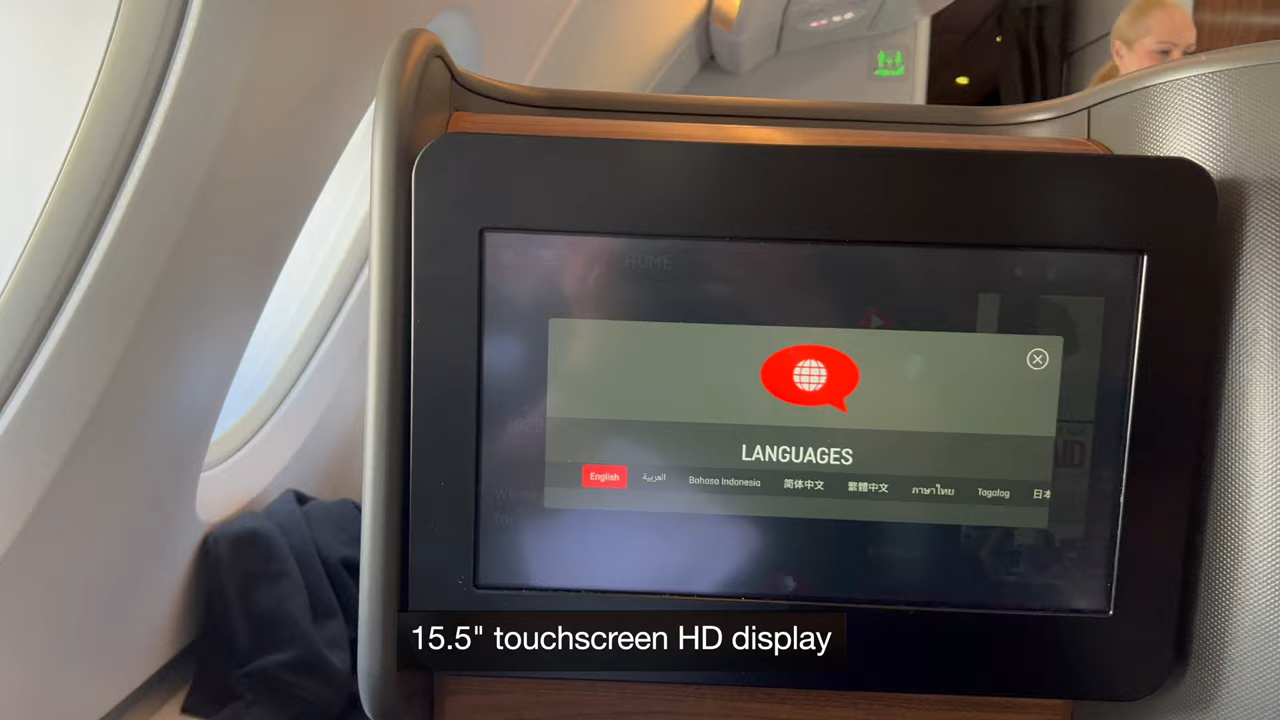 HOME
LANGUAGES
English العربية Bahasa Indonesia 简体中文 繁體中文 ภาษาไทย Tagalog 日本
15.5" touchscreen HD display